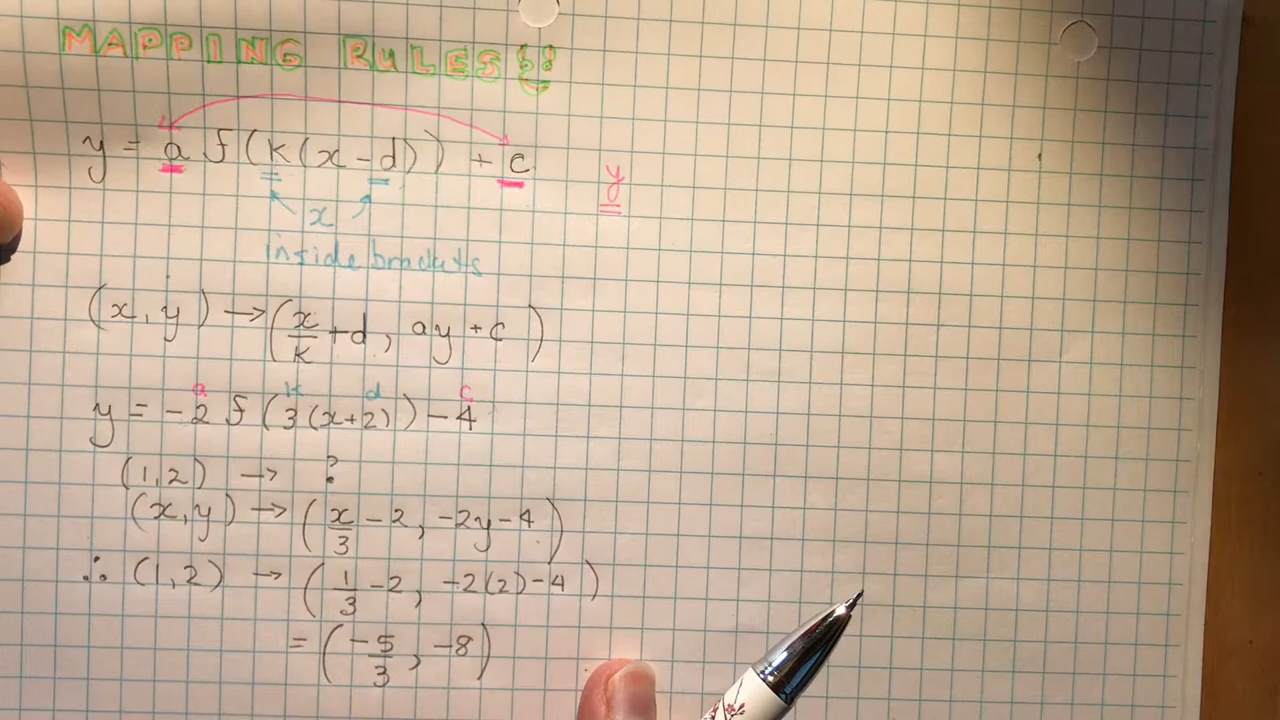 MAPPING RULES!!
y = a f(k(x-d)) + c
y
x
inside brackets
(x, y) → (x/k + d, ay + c)
a k d c
y = -2 f(3(x+2)) - 4
(1,2) → ?
(x,y) → (x/3 - 2, -2y - 4)
∴ (1,2) → (1/3 - 2, -2(2) - 4)
= (-5/3, -8)